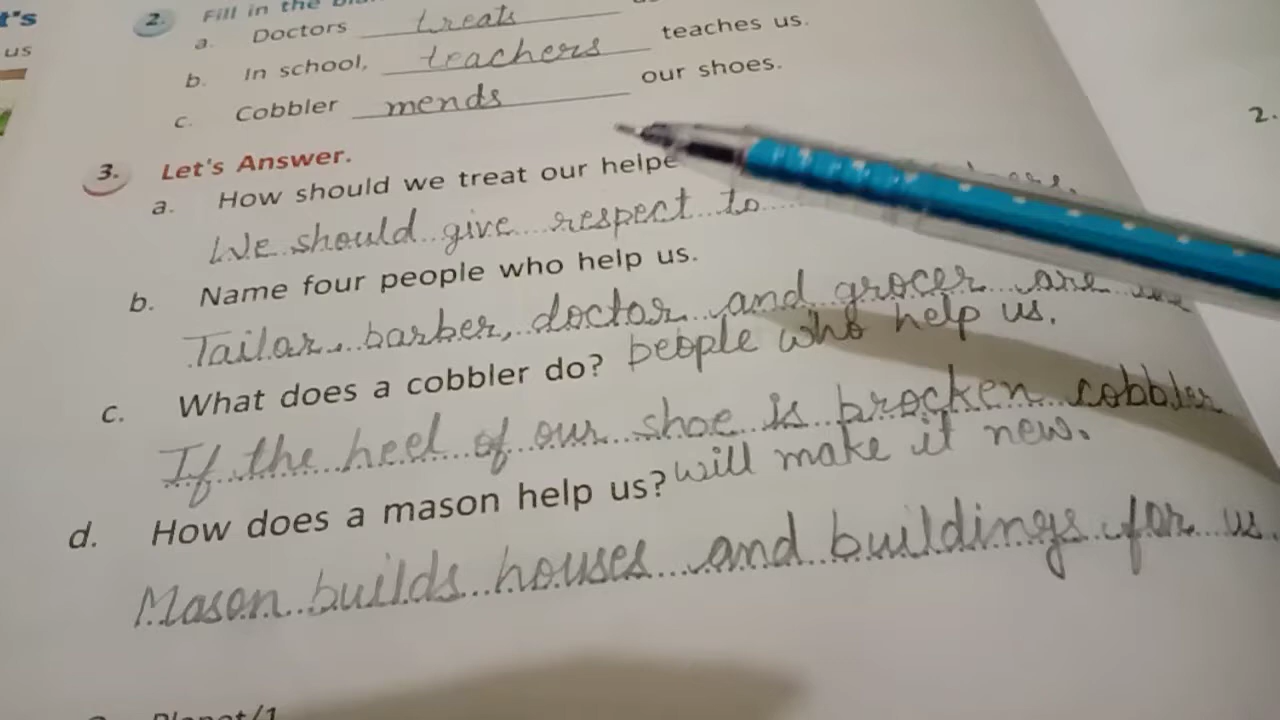 t's
us
2. Fill in the
a. Doctors treats
b. In school, teachers teaches us.
c. Cobbler mends our shoes.
2.
3. Let's Answer.
a. How should we treat our helpe
We should give respect to
b. Name four people who help us.
Tailor, barber, doctor and grocer are the
people who help us.
c. What does a cobbler do?
If the heel of our shoe is brocken cobbler
will make it new.
d. How does a mason help us?
Mason builds houses and buildings for us.
Planet/1